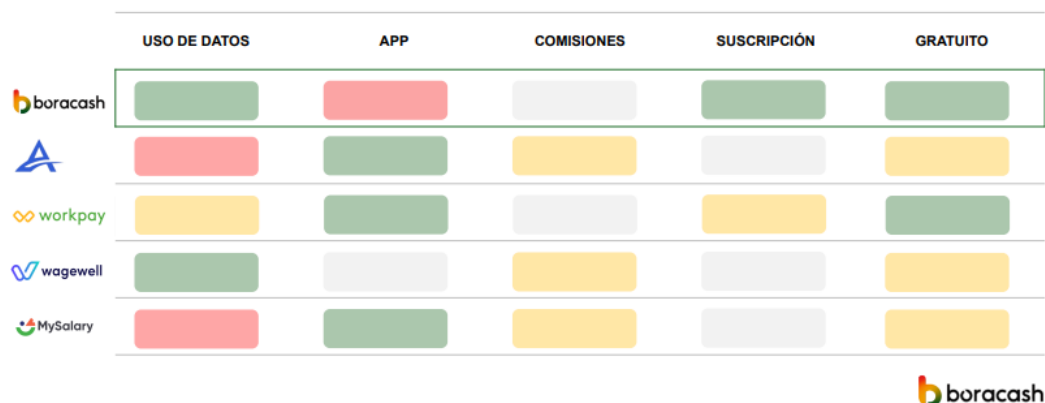 USO DE DATOS APP COMISIONES SUSCRIPCIÓN GRATUITO
boracash
workpay
wagewell
MySalary
boracash